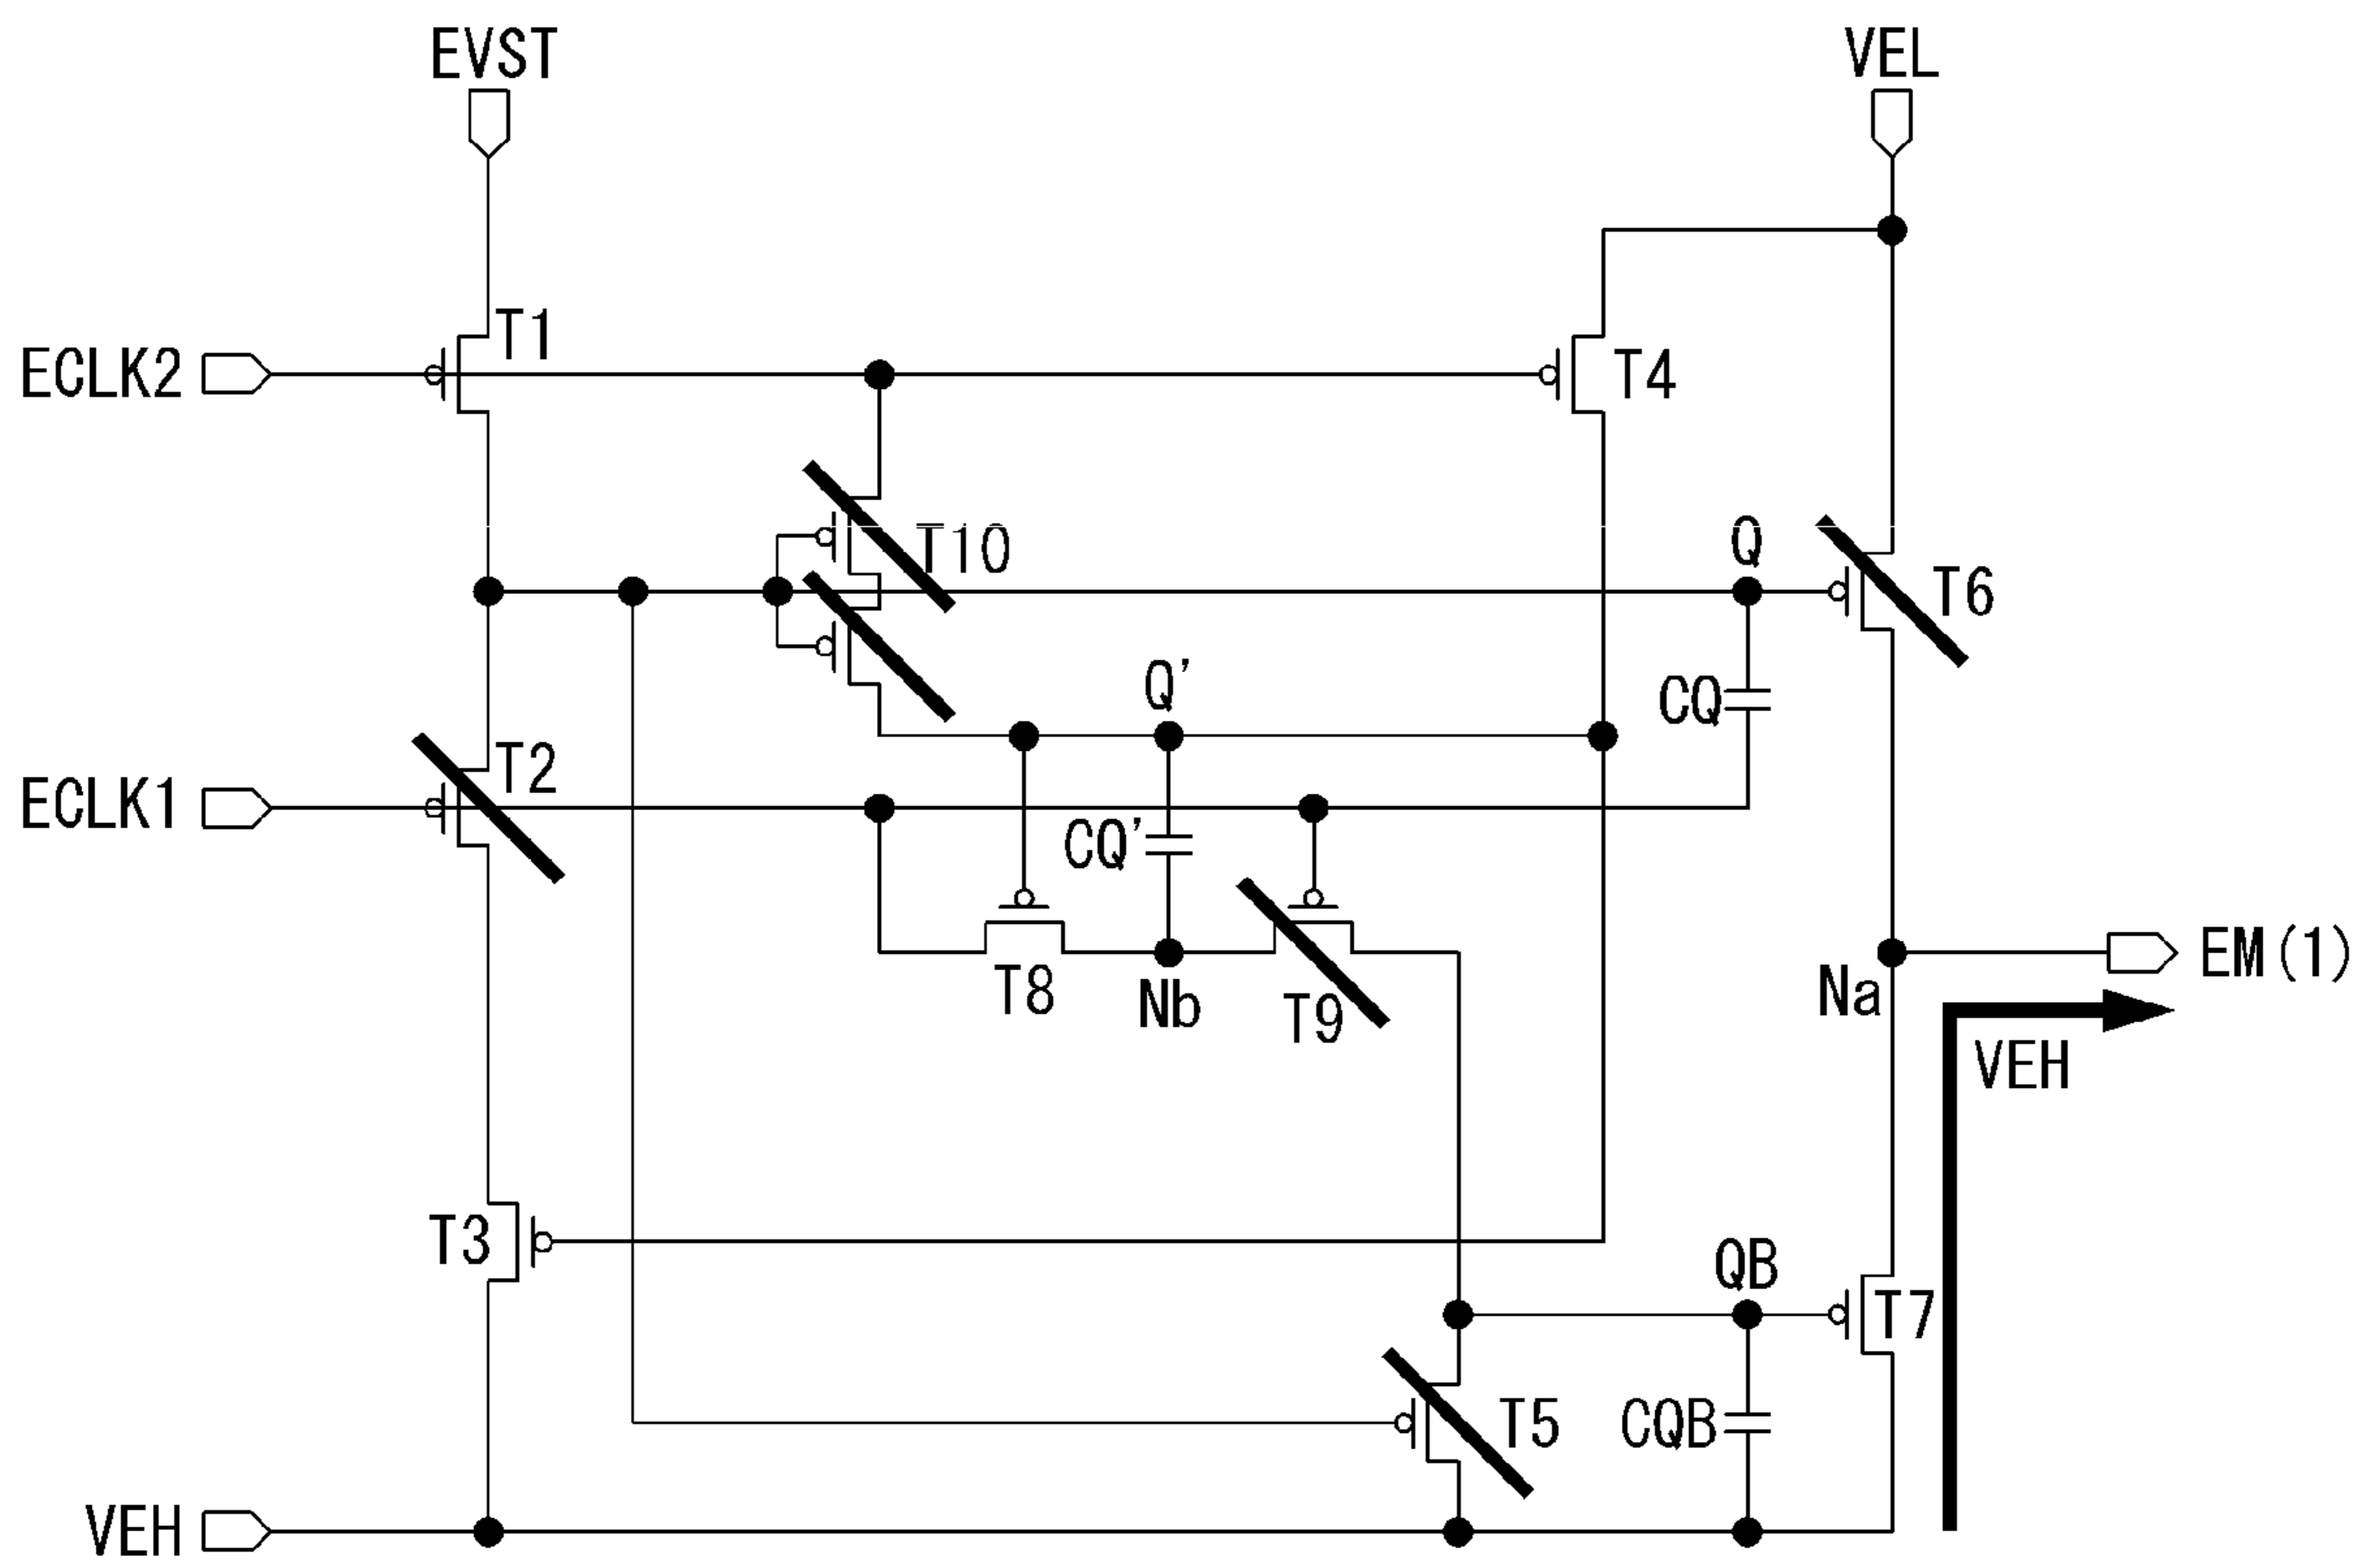 EVST
VEL
T1
ECLK2
T4
T10
Q
T6
Q'
CQ
T2
ECLK1
CQ'
EM(1)
T8
Nb
T9
Na
VEH
T3
QB
T7
T5
CQB
VEH